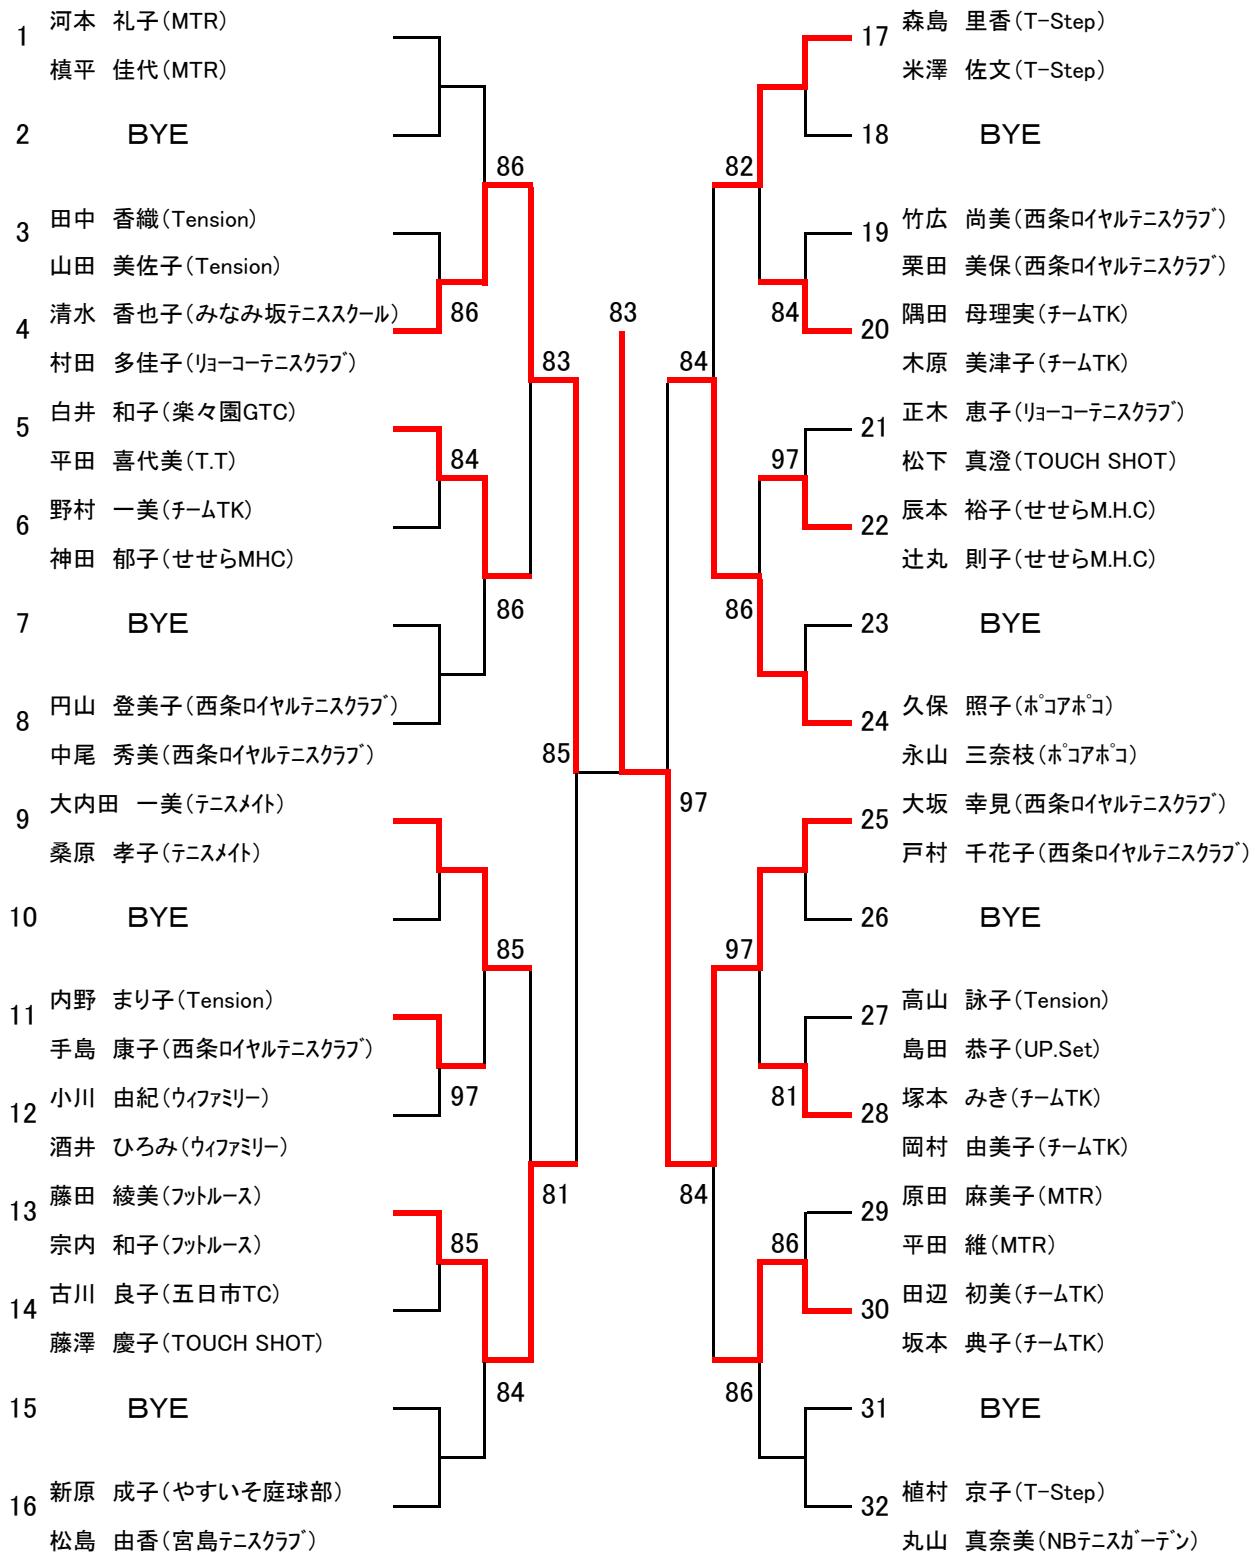 1 河本 礼子(MTR)
槙平 佳代(MTR)
2 BYE
3 田中 香織(Tension)
山田 美佐子(Tension)
4 清水 香也子(みなみ坂テニススクール)
村田 多佳子(リョーコーテニスクラブ)
5 白井 和子(楽々園GTC)
平田 喜代美(T.T)
6 野村 一美(チームTK)
神田 郁子(せせらMHC)
7 BYE
8 円山 登美子(西条ロイヤルテニスクラブ)
中尾 秀美(西条ロイヤルテニスクラブ)
9 大内田 一美(テニスメイト)
桑原 孝子(テニスメイト)
10 BYE
11 内野 まり子(Tension)
手島 康子(西条ロイヤルテニスクラブ)
12 小川 由紀(ウィファミリー)
酒井 ひろみ(ウィファミリー)
13 藤田 綾美(フットルース)
宗内 和子(フットルース)
14 古川 良子(五日市TC)
藤澤 慶子(TOUCH SHOT)
15 BYE
16 新原 成子(やすいそ庭球部)
松島 由香(宮島テニスクラブ)
86
86
84
86
83
85
97
85
84
85
81
83
97
82
84
97
86
84
97
81
86
86
84
17 森島 里香(T-Step)
米澤 佐文(T-Step)
18 BYE
19 竹広 尚美(西条ロイヤルテニスクラブ)
栗田 美保(西条ロイヤルテニスクラブ)
20 隅田 母理実(チームTK)
木原 美津子(チームTK)
21 正木 恵子(リョーコーテニスクラブ)
松下 真澄(TOUCH SHOT)
22 辰本 裕子(せせらM.H.C)
辻丸 則子(せせらM.H.C)
23 BYE
24 久保 照子(ポコアポコ)
永山 三奈枝(ポコアポコ)
25 大坂 幸見(西条ロイヤルテニスクラブ)
戸村 千花子(西条ロイヤルテニスクラブ)
26 BYE
27 高山 詠子(Tension)
島田 恭子(UP.Set)
28 塚本 みき(チームTK)
岡村 由美子(チームTK)
29 原田 麻美子(MTR)
平田 維(MTR)
30 田辺 初美(チームTK)
坂本 典子(チームTK)
31 BYE
32 植村 京子(T-Step)
丸山 真奈美(NBテニスガーデン)